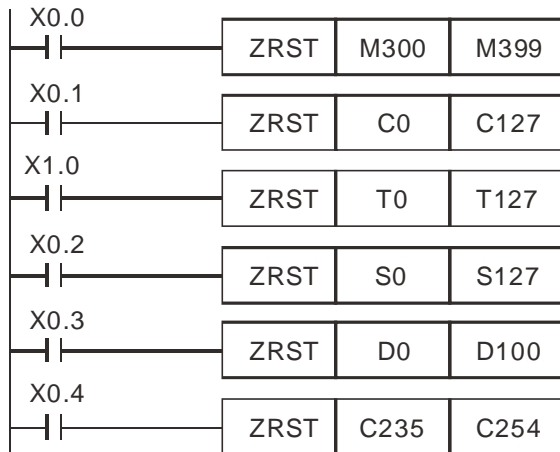 X0.0
ZRST M300 M399
X0.1
ZRST C0 C127
X1.0
ZRST T0 T127
X0.2
ZRST S0 S127
X0.3
ZRST D0 D100
X0.4
ZRST C235 C254